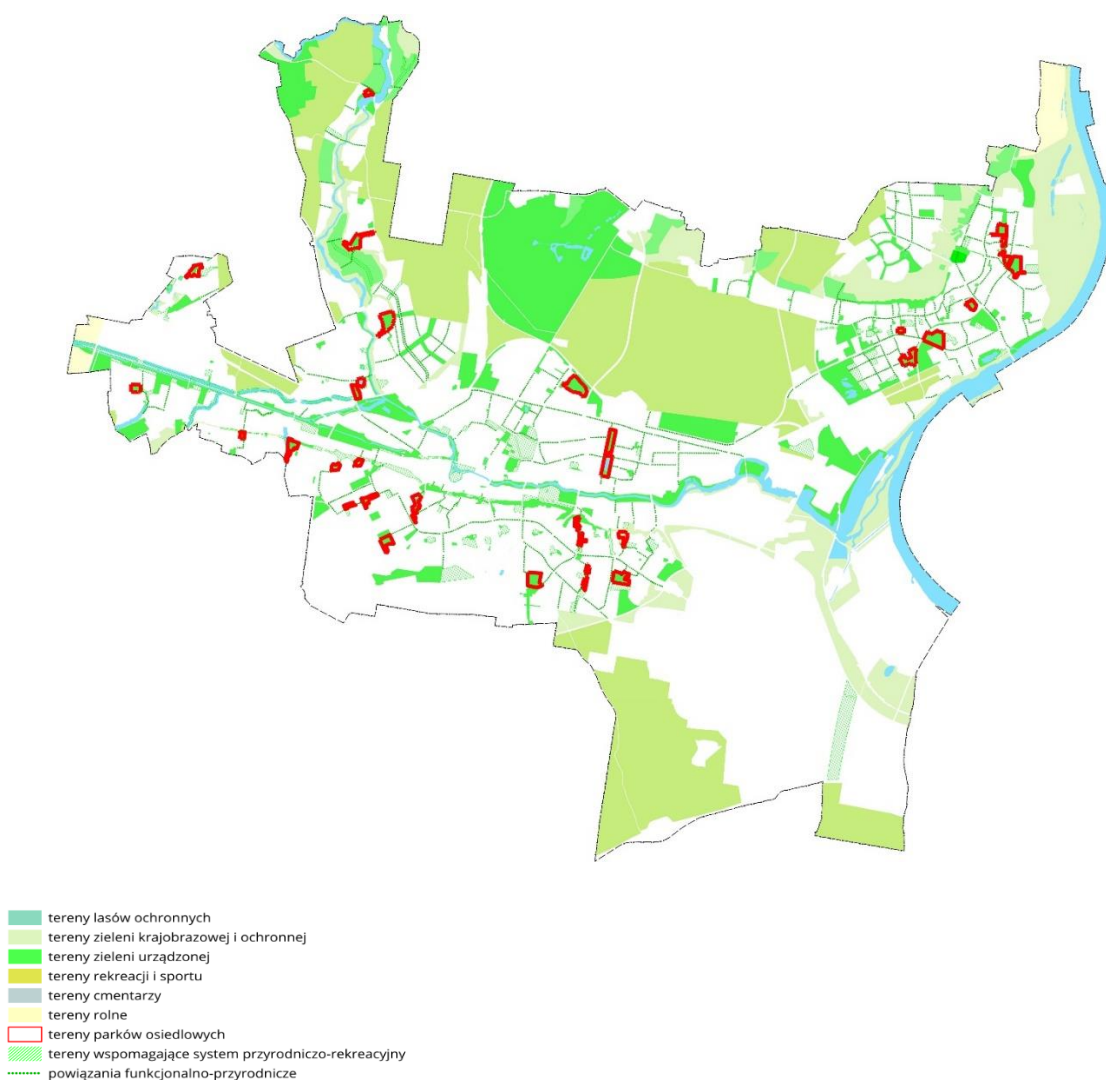 tereny lasów ochronnych
tereny zieleni krajobrazowej i ochronnej
tereny zieleni urządzonej
tereny rekreacji i sportu
tereny cmentarzy
tereny rolne
tereny parków osiedlowych
tereny wspomagające system przyrodniczo-rekreacyjny
powiązania funkcjonalno-przyrodnicze